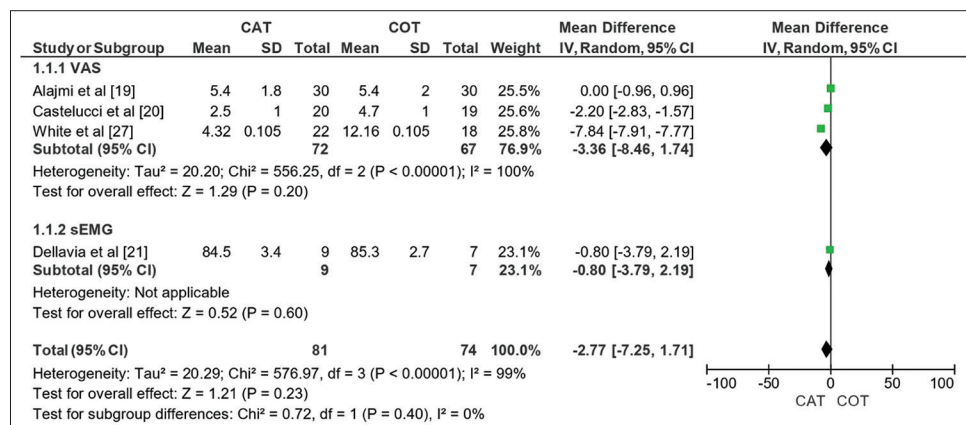 CAT COT Mean Difference Mean Difference
Study or Subgroup Mean SD Total Mean SD Total Weight IV, Random, 95% CI IV, Random, 95% CI
1.1.1 VAS
Alajmi et al [19] 5.4 1.8 30 5.4 2 30 25.5% 0.00 [-0.96, 0.96]
Castelucci et al [20] 2.5 1 20 4.7 1 19 25.6% -2.20 [-2.83, -1.57]
White et al [27] 4.32 0.105 22 12.16 0.105 18 25.8% -7.84 [-7.91, -7.77]
Subtotal (95% CI) 72 67 76.9% -3.36 [-8.46, 1.74]
Heterogeneity: Tau² = 20.20; Chi² = 556.25, df = 2 (P < 0.00001); I² = 100%
Test for overall effect: Z = 1.29 (P = 0.20)
1.1.2 sEMG
Dellavia et al [21] 84.5 3.4 9 85.3 2.7 7 23.1% -0.80 [-3.79, 2.19]
Subtotal (95% CI) 9 7 23.1% -0.80 [-3.79, 2.19]
Heterogeneity: Not applicable
Test for overall effect: Z = 0.52 (P = 0.60)
Total (95% CI) 81 74 100.0% -2.77 [-7.25, 1.71]
Heterogeneity: Tau² = 20.29; Chi² = 576.97, df = 3 (P < 0.00001); I² = 99%
Test for overall effect: Z = 1.21 (P = 0.23)
Test for subgroup differences: Chi² = 0.72, df = 1 (P = 0.40), I² = 0%
-100 -50 0 50 100
CAT COT